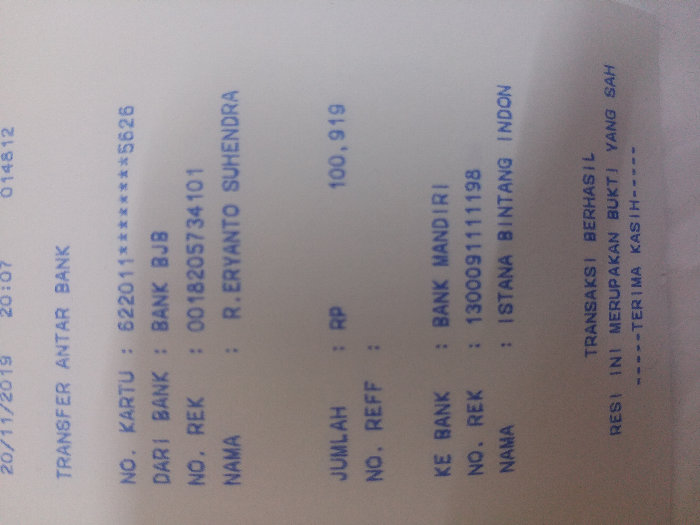 20/11/2019 20:07 014812
TRANSFER ANTAR BANK
NO. KARTU : 622011********5626
DARI BANK : BANK BJB
NO. REK : 0018205734101
NAMA : R.ERYANTO SUHENDRA
JUMLAH : RP 100,919
NO. REFF :
KE BANK : BANK MANDIRI
NO. REK : 1300091111198
NAMA : ISTANA BINTANG INDON
TRANSAKSI BERHASIL
RESI INI MERUPAKAN BUKTI YANG SAH
-----TERIMA KASIH-----